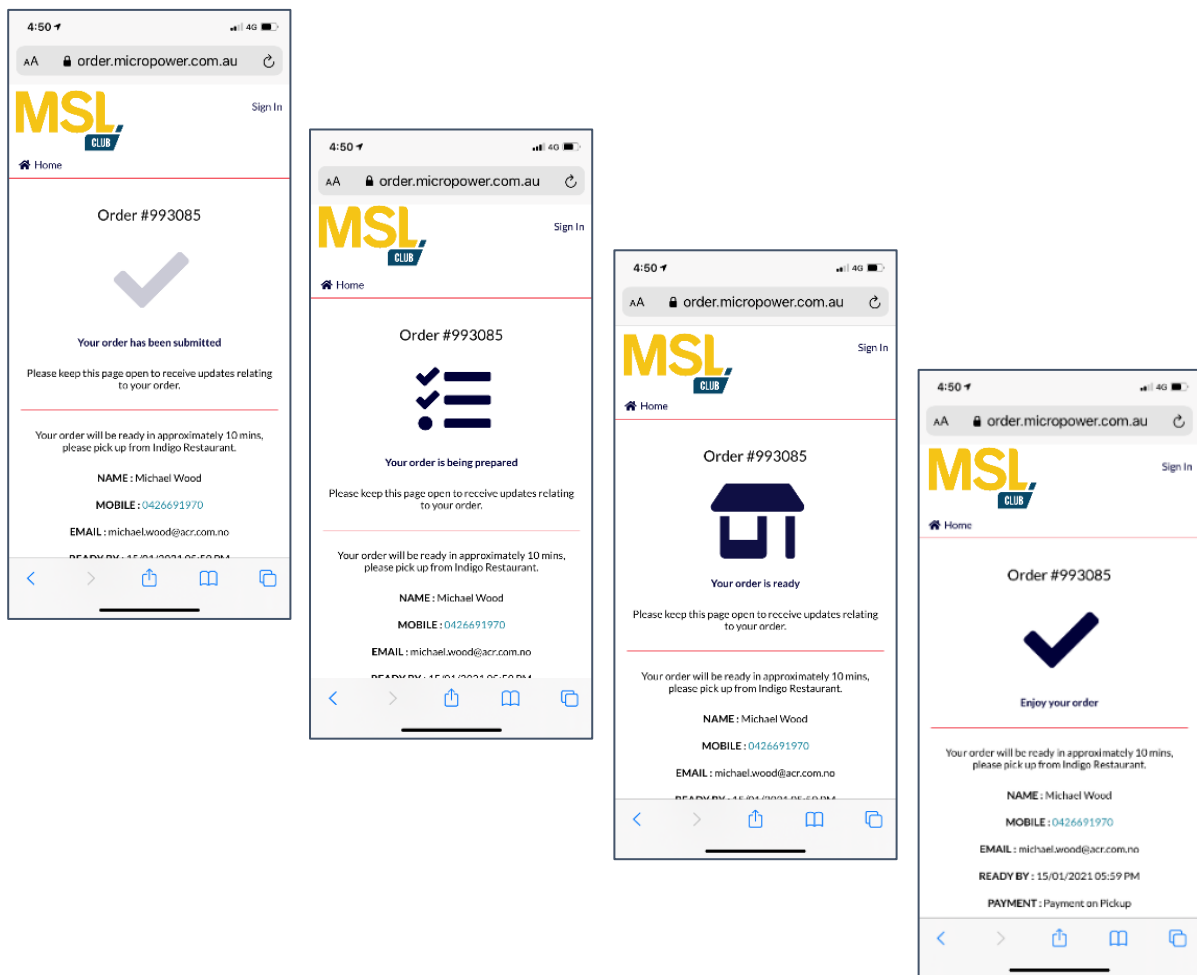 4:50
4G
AA order.micropower.com.au
MSL
CLUB
Sign In
Home
Order #993085
Your order has been submitted
Please keep this page open to receive updates relating
to your order.
Your order will be ready in approximately 10 mins,
please pick up from Indigo Restaurant.
NAME : Michael Wood
MOBILE : 0426691970
EMAIL : michael.wood@acr.com.no
4:50
4G
AA order.micropower.com.au
MSL
CLUB
Sign In
Home
Order #993085
Your order is being prepared
Please keep this page open to receive updates relating
to your order.
Your order will be ready in approximately 10 mins,
please pick up from Indigo Restaurant.
NAME : Michael Wood
MOBILE : 0426691970
EMAIL : michael.wood@acr.com.no
4:50
4G
AA order.micropower.com.au
MSL
CLUB
Sign In
Home
Order #993085
Your order is ready
Please keep this page open to receive updates relating
to your order.
Your order will be ready in approximately 10 mins,
please pick up from Indigo Restaurant.
NAME : Michael Wood
MOBILE : 0426691970
EMAIL : michael.wood@acr.com.no
4:50
4G
AA order.micropower.com.au
MSL
CLUB
Sign In
Home
Order #993085
Enjoy your order
Your order will be ready in approximately 10 mins,
please pick up from Indigo Restaurant.
NAME : Michael Wood
MOBILE : 0426691970
EMAIL : michael.wood@acr.com.no
READY BY : 15/01/2021 05:59 PM
PAYMENT : Payment on Pickup